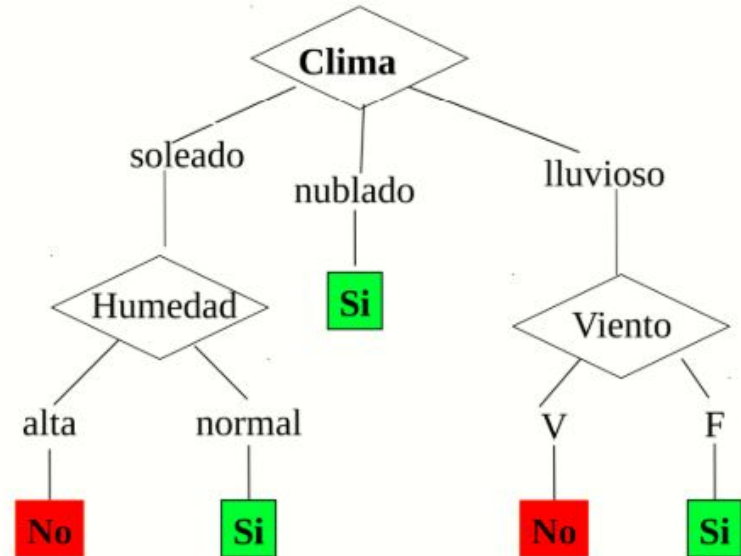 Clima
soleado
nublado
lluvioso
Humedad
Si
Viento
alta
normal
V
F
No
Si
No
Si